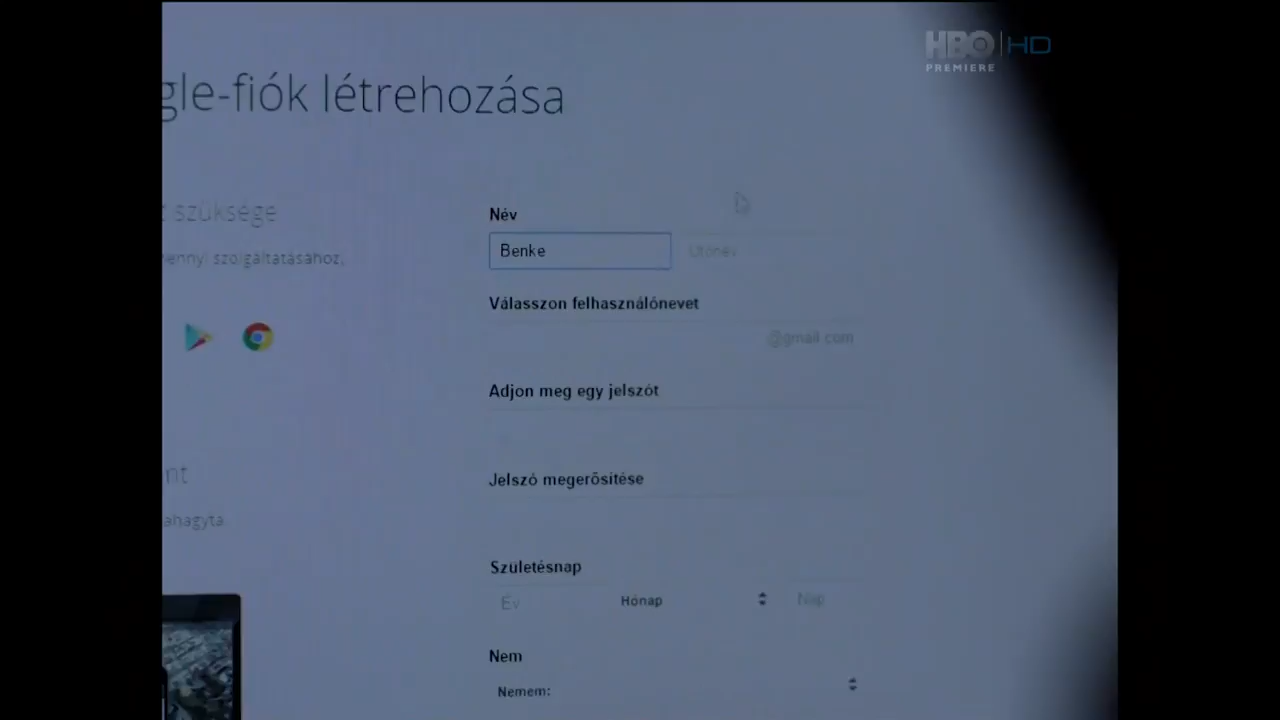 HBO HD
PREMIERE
gle-fiók létrehozása
szüksége
szolgáltatásához,
Név
Benke
Utónév
Válasszon felhasználónevet
@gmail.com
Adjon meg egy jelszót
Jelszó megerősítése
ahagyta.
Születésnap
Év Hónap Nap
Nem
Nemem: